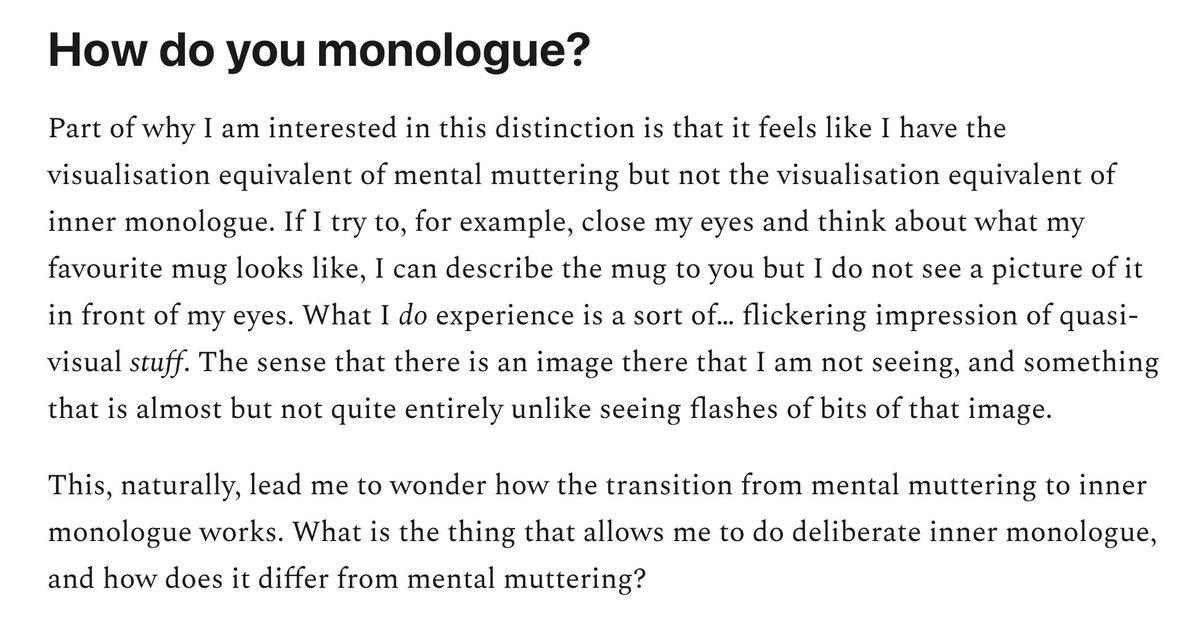 How do you monologue?
Part of why I am interested in this distinction is that it feels like I have the
visualisation equivalent of mental muttering but not the visualisation equivalent of
inner monologue. If I try to, for example, close my eyes and think about what my
favourite mug looks like, I can describe the mug to you but I do not see a picture of it
in front of my eyes. What I do experience is a sort of… flickering impression of quasi-
visual stuff. The sense that there is an image there that I am not seeing, and something
that is almost but not quite entirely unlike seeing flashes of bits of that image.
This, naturally, lead me to wonder how the transition from mental muttering to inner
monologue works. What is the thing that allows me to do deliberate inner monologue,
and how does it differ from mental muttering?